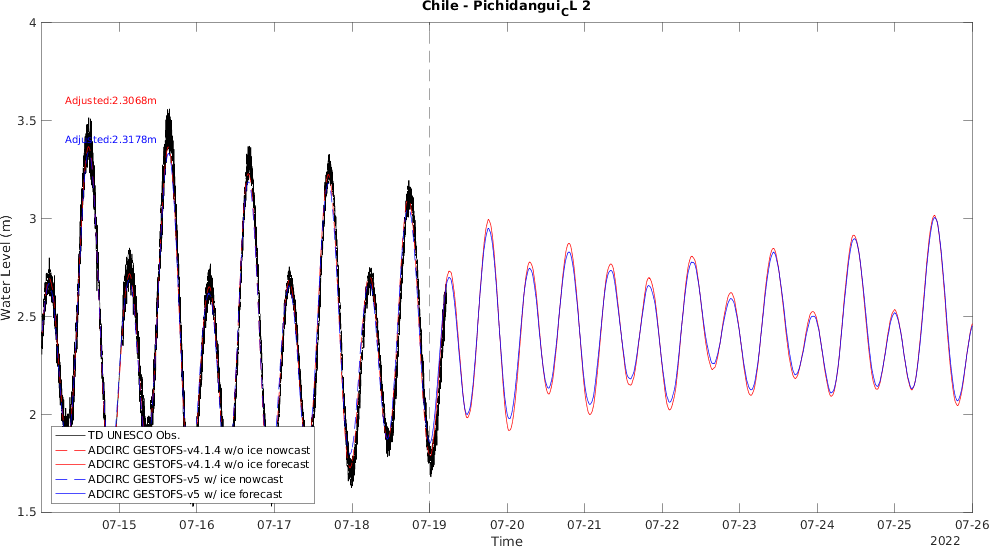 Chile - Pichidangui_CL 2
Adjusted:2.3068m
Adjusted:2.3178m
Water Level (m)
4
3.5
3
2.5
2
1.5
TD UNESCO Obs.
ADCIRC GESTOFS-v4.1.4 w/o ice nowcast
ADCIRC GESTOFS-v4.1.4 w/o ice forecast
ADCIRC GESTOFS-v5 w/ ice nowcast
ADCIRC GESTOFS-v5 w/ ice forecast
07-15 07-16 07-17 07-18 07-19 07-20 07-21 07-22 07-23 07-24 07-25 07-26
Time
2022